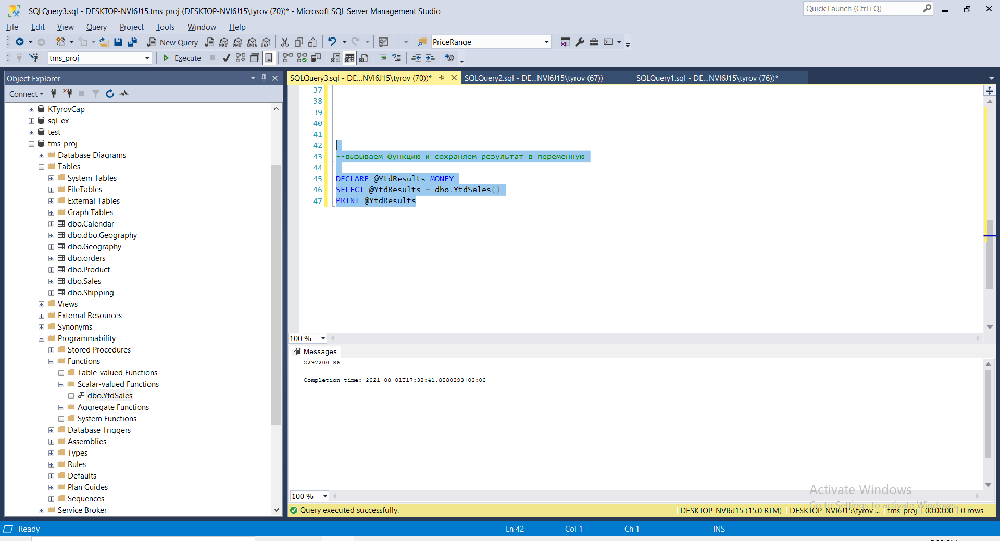 SQLQuery3.sql - DESKTOP-NVI6J15.tms_proj (DESKTOP-NVI6J15\tyrov (70))* - Microsoft SQL Server Management Studio
Quick Launch (Ctrl+Q)
File Edit View Query Project Tools Window Help
New Query MDX DMX XMLA DAX PriceRange
tms_proj Execute
Object Explorer
Connect
KTyrovCap
sql-ex
test
tms_proj
Database Diagrams
Tables
System Tables
FileTables
External Tables
Graph Tables
dbo.Calendar
dbo.dbo.Geography
dbo.Geography
dbo.orders
dbo.Product
dbo.Sales
dbo.Shipping
Views
External Resources
Synonyms
Programmability
Stored Procedures
Functions
Table-valued Functions
Scalar-valued Functions
dbo.YtdSales
Aggregate Functions
System Functions
Database Triggers
Assemblies
Types
Rules
Defaults
Plan Guides
Sequences
Service Broker
SQLQuery3.sql - DE...NVI6J15\tyrov (70))* SQLQuery2.sql - DE...NVI6J15\tyrov (67)) SQLQuery1.sql - DE...NVI6J15\tyrov (76))*
37
38
39
40
41
42
43 --вызываем функцию и сохраняем результат в переменную
44
45 DECLARE @YtdResults MONEY
46 SELECT @YtdResults = dbo.YtdSales()
47 PRINT @YtdResults
100 %
Messages
2297200.86
Completion time: 2021-08-01T17:32:41.8880393+03:00
Activate Windows
Go to Settings to activate Windows.
100 %
Query executed successfully. DESKTOP-NVI6J15 (15.0 RTM) DESKTOP-NVI6J15\tyrov ... tms_proj 00:00:00 0 rows
Ready Ln 42 Col 1 Ch 1 INS